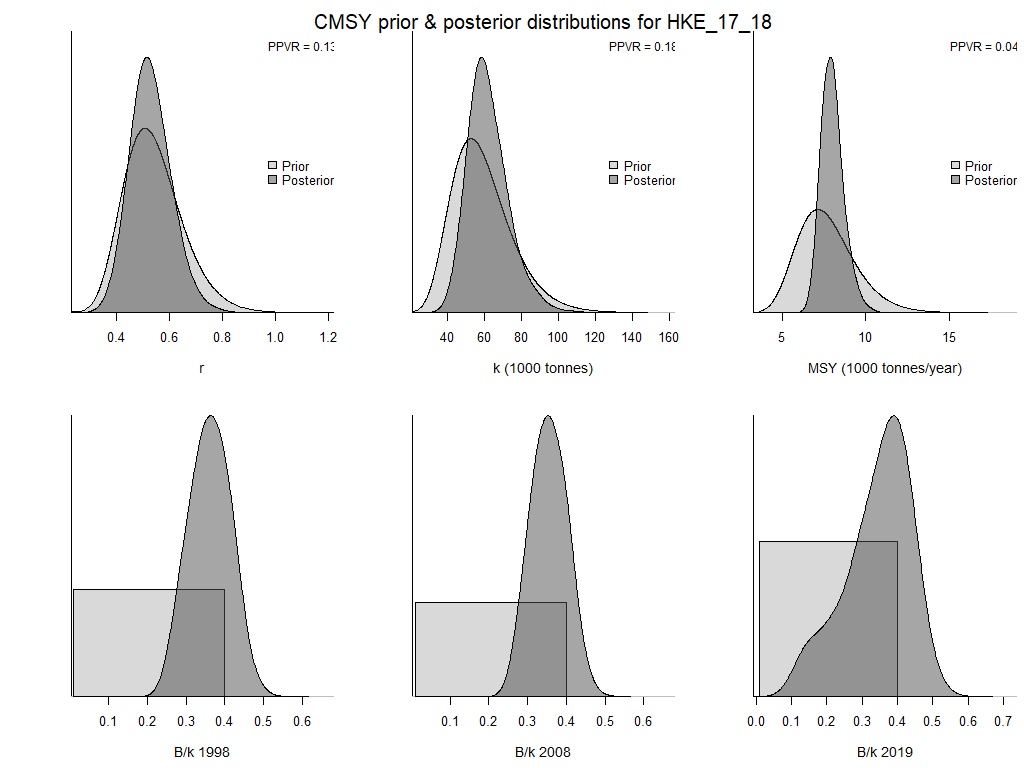 CMSY prior & posterior distributions for HKE_17_18
PPVR = 0.13
Prior
Posterior
0.4 0.6 0.8 1.0 1.2
r
PPVR = 0.18
Prior
Posterior
40 60 80 100 120 140 160
k (1000 tonnes)
PPVR = 0.04
Prior
Posterior
5 10 15
MSY (1000 tonnes/year)
0.1 0.2 0.3 0.4 0.5 0.6
B/k 1998
0.1 0.2 0.3 0.4 0.5 0.6
B/k 2008
0.0 0.1 0.2 0.3 0.4 0.5 0.6 0.7
B/k 2019